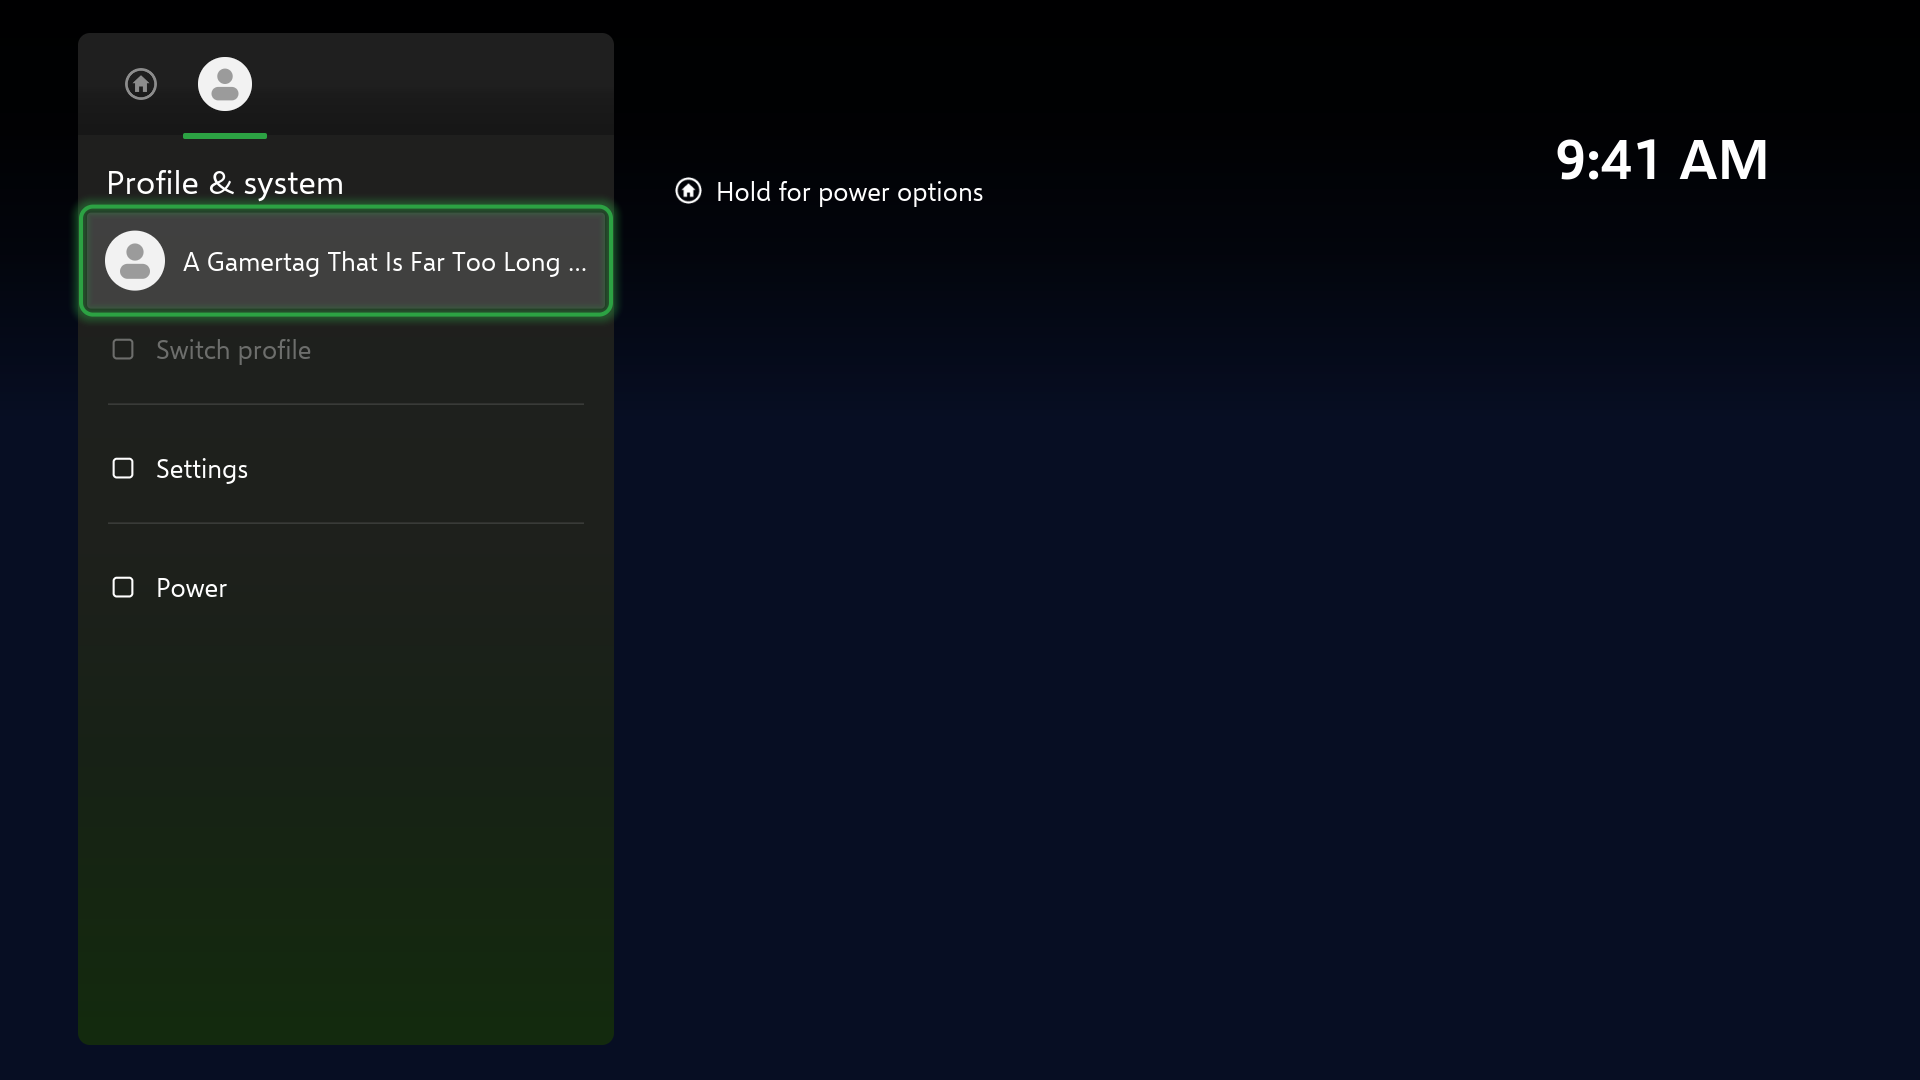 Profile & system
Hold for power options
9:41 AM
A Gamertag That Is Far Too Long ...
Switch profile
Settings
Power